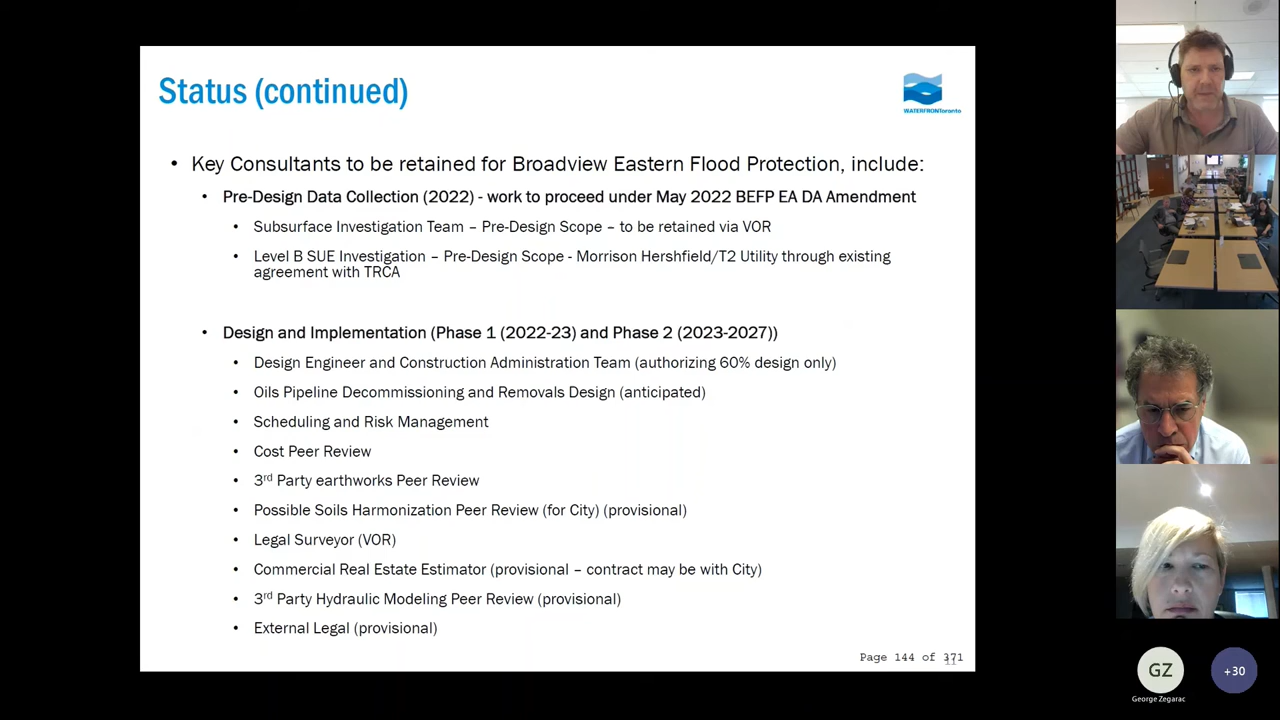 Status (continued)
WATERFRONToronto
• Key Consultants to be retained for Broadview Eastern Flood Protection, include:
• Pre-Design Data Collection (2022) - work to proceed under May 2022 BEFP EA DA Amendment
• Subsurface Investigation Team – Pre-Design Scope – to be retained via VOR
• Level B SUE Investigation – Pre-Design Scope - Morrison Hershfield/T2 Utility through existing
agreement with TRCA
• Design and Implementation (Phase 1 (2022-23) and Phase 2 (2023-2027))
• Design Engineer and Construction Administration Team (authorizing 60% design only)
• Oils Pipeline Decommissioning and Removals Design (anticipated)
• Scheduling and Risk Management
• Cost Peer Review
• 3rd Party earthworks Peer Review
• Possible Soils Harmonization Peer Review (for City) (provisional)
• Legal Surveyor (VOR)
• Commercial Real Estate Estimator (provisional – contract may be with City)
• 3rd Party Hydraulic Modeling Peer Review (provisional)
• External Legal (provisional)
Page 144 of 371
11
GZ
+30
George Zegarac